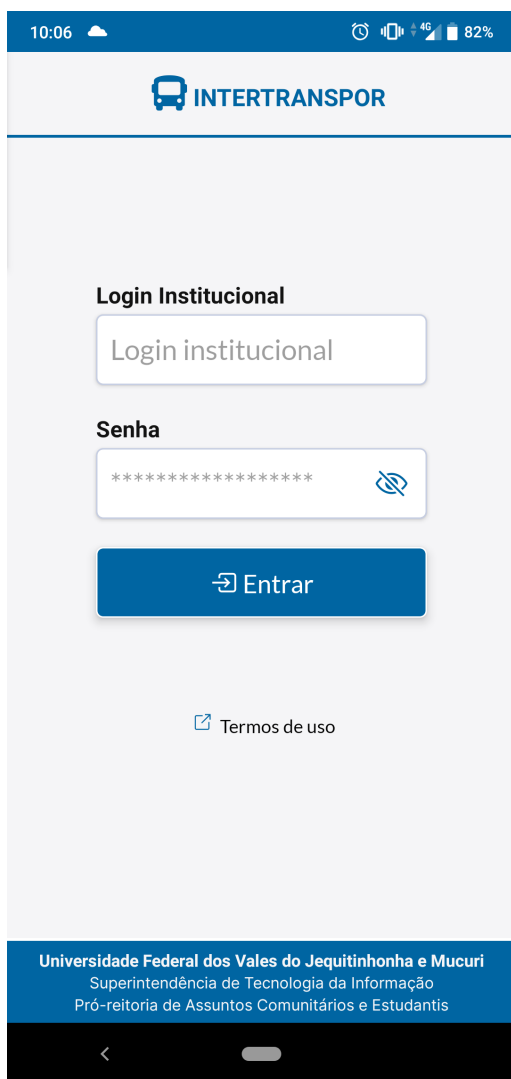 10:06
4G
82%
INTERTRANSPOR
Login Institucional
Login institucional
Senha
******************
Entrar
Termos de uso
Universidade Federal dos Vales do Jequitinhonha e Mucuri
Superintendência de Tecnologia da Informação
Pró-reitoria de Assuntos Comunitários e Estudantis